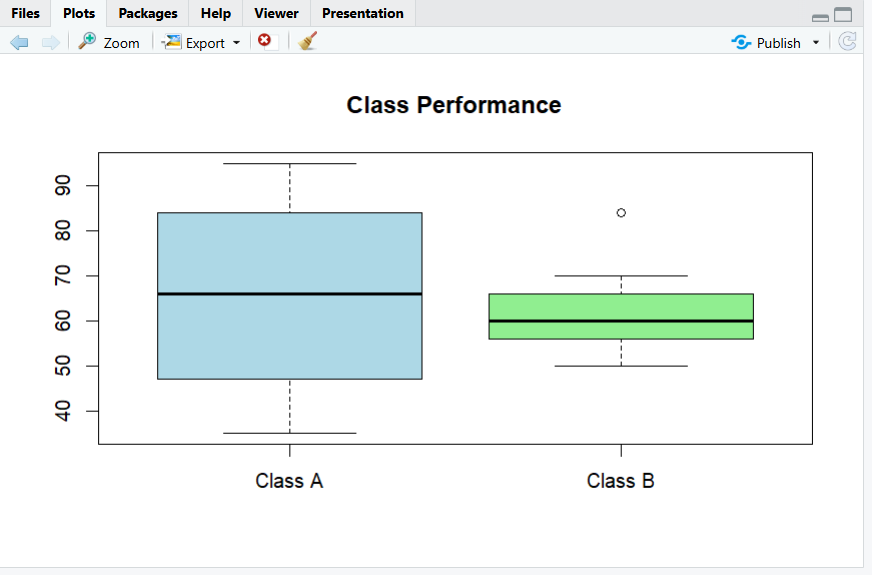 Files Plots Packages Help Viewer Presentation
Zoom Export Publish
Class Performance
90
80
70
60
50
40
Class A Class B